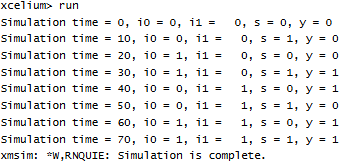 xcelium> run
Simulation time = 0, i0 = 0, i1 =   0, s = 0, y = 0
Simulation time = 10, i0 = 0, i1 =   0, s = 1, y = 0
Simulation time = 20, i0 = 1, i1 =   0, s = 0, y = 0
Simulation time = 30, i0 = 1, i1 =   0, s = 1, y = 1
Simulation time = 40, i0 = 0, i1 =   1, s = 0, y = 1
Simulation time = 50, i0 = 0, i1 =   1, s = 1, y = 0
Simulation time = 60, i0 = 1, i1 =   1, s = 0, y = 1
Simulation time = 70, i0 = 1, i1 =   1, s = 1, y = 1
xmsim: *W,RNQUIE: Simulation is complete.